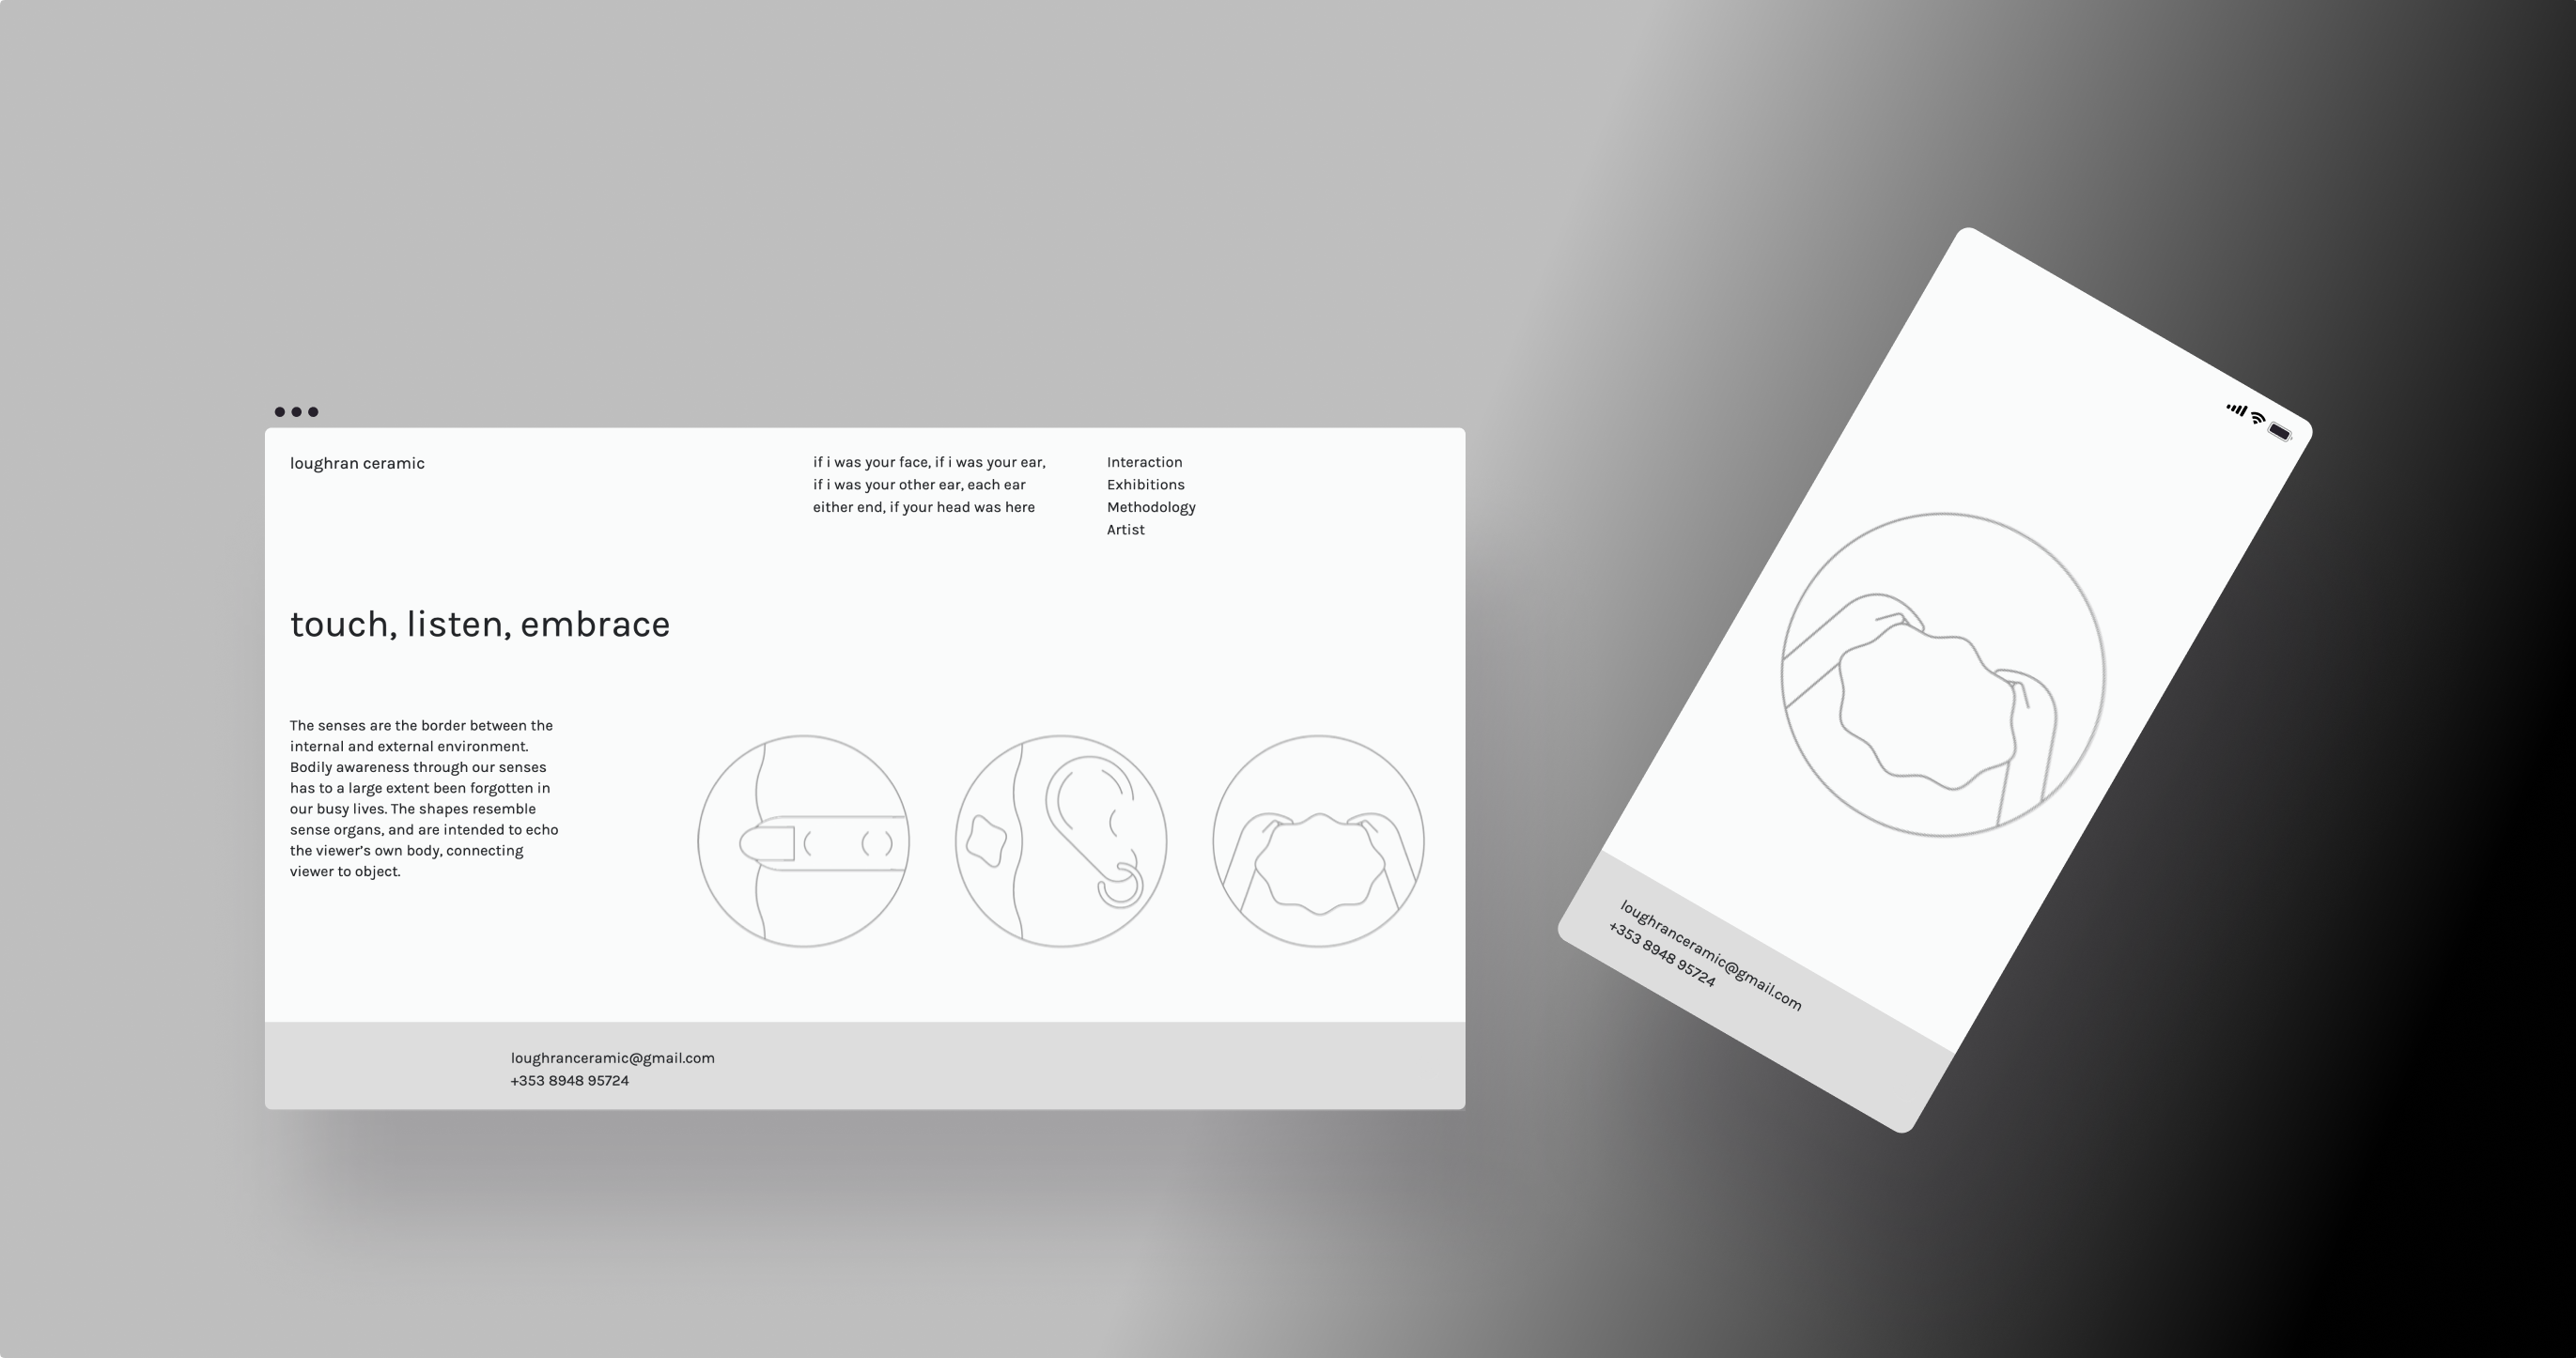 loughran ceramic
if i was your face, if i was your ear,
if i was your other ear, each ear
either end, if your head was here
Interaction
Exhibitions
Methodology
Artist
touch, listen, embrace
The senses are the border between the
internal and external environment.
Bodily awareness through our senses
has to a large extent been forgotten in
our busy lives. The shapes resemble
sense organs, and are intended to echo
the viewer’s own body, connecting
viewer to object.
loughranceramic@gmail.com
+353 8948 95724
loughranceramic@gmail.com
+353 8948 95724